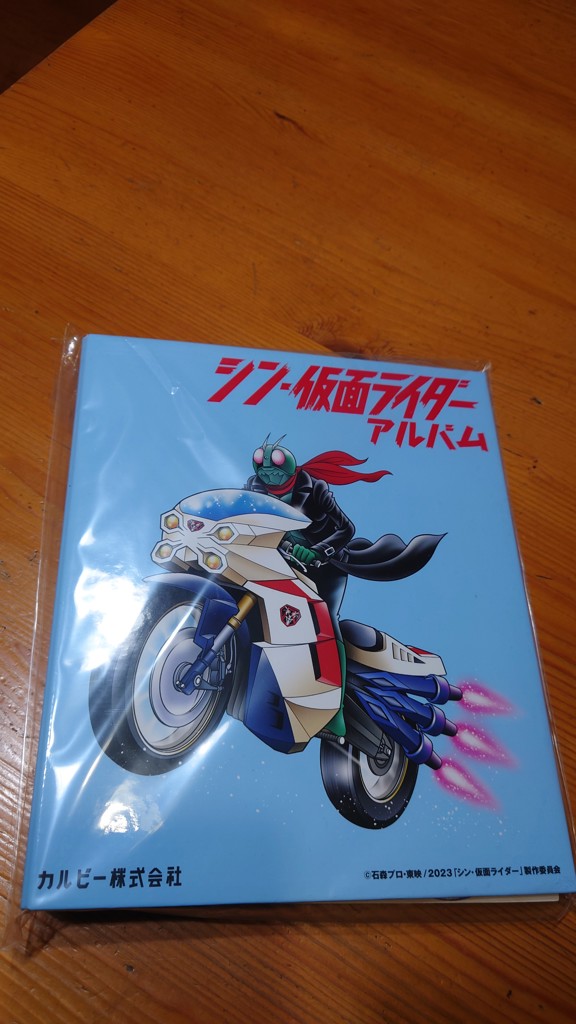 シン・仮面ライダー
アルバム
カルビー株式会社
©石森プロ・東映/2023「シン・仮面ライダー」製作委員会